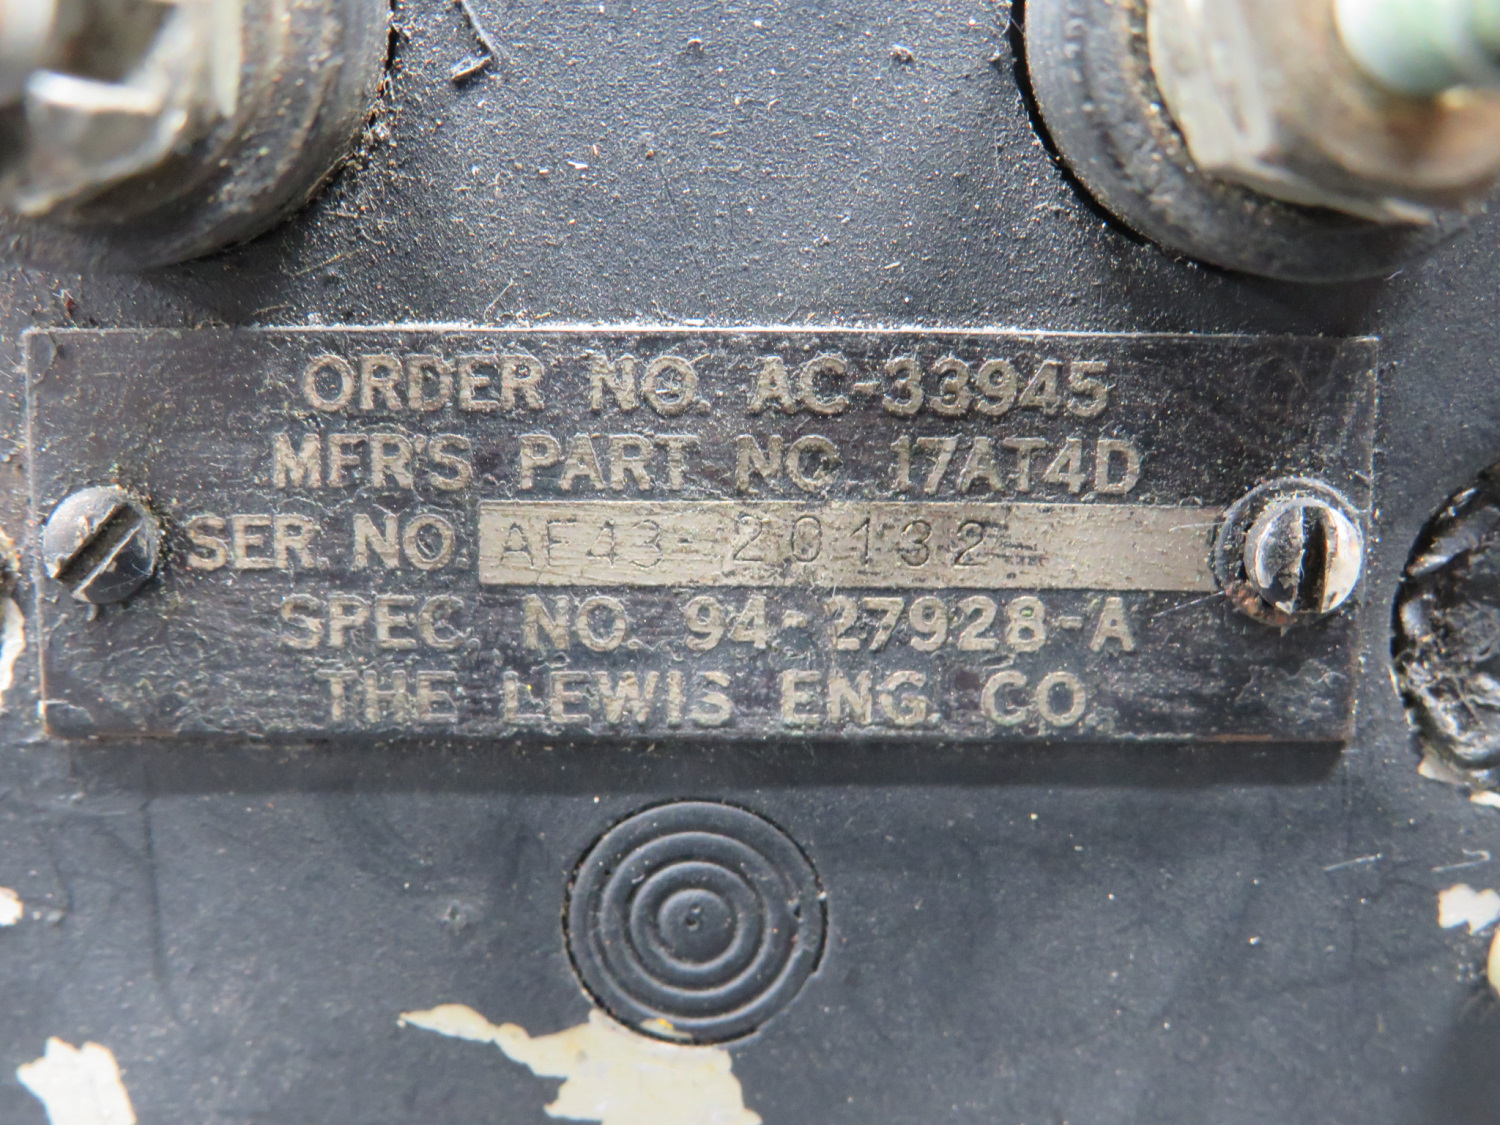 ORDER NO. AC-33945
MFR'S PART NO. 17AT4D
SER. NO. AF43-20132
SPEC. NO. 94-27928-A
THE LEWIS ENG. CO.